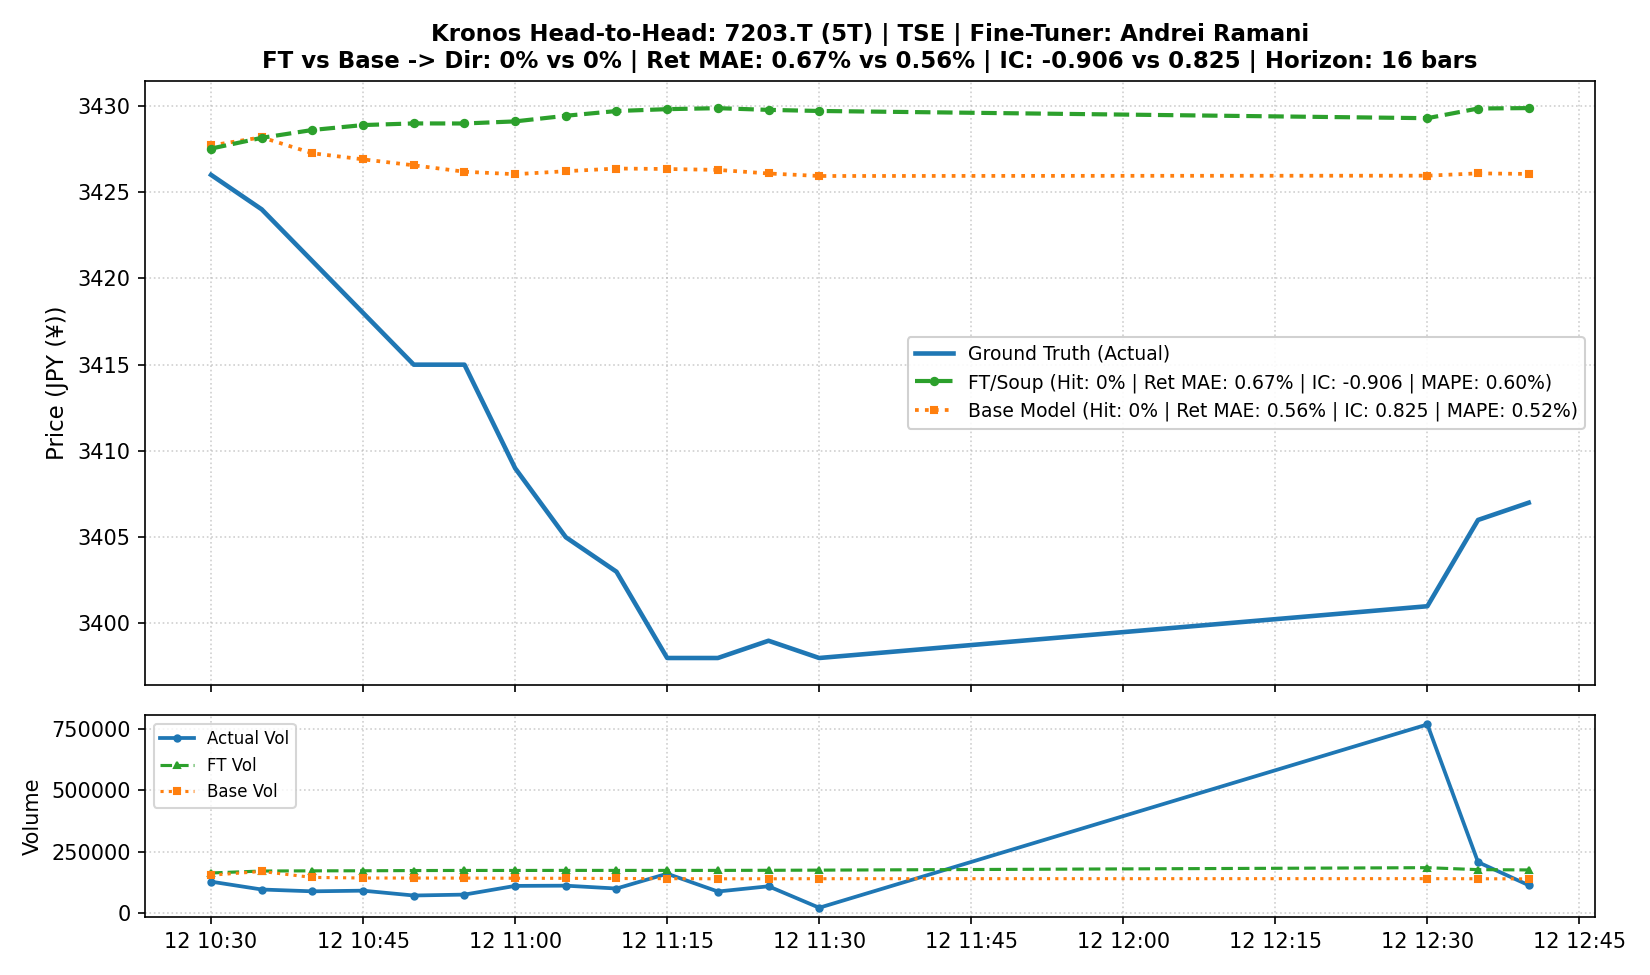 Kronos Head-to-Head: 7203.T (5T) | TSE | Fine-Tuner: Andrei Ramani
FT vs Base -> Dir: 0% vs 0% | Ret MAE: 0.67% vs 0.56% | IC: -0.906 vs 0.825 | Horizon: 16 bars
Price (JPY (¥))
3430
3425
3420
3415
3410
3405
3400
Ground Truth (Actual)
FT/Soup (Hit: 0% | Ret MAE: 0.67% | IC: -0.906 | MAPE: 0.60%)
Base Model (Hit: 0% | Ret MAE: 0.56% | IC: 0.825 | MAPE: 0.52%)
Volume
750000
500000
250000
0
Actual Vol
FT Vol
Base Vol
12 10:30
12 10:45
12 11:00
12 11:15
12 11:30
12 11:45
12 12:00
12 12:15
12 12:30
12 12:45